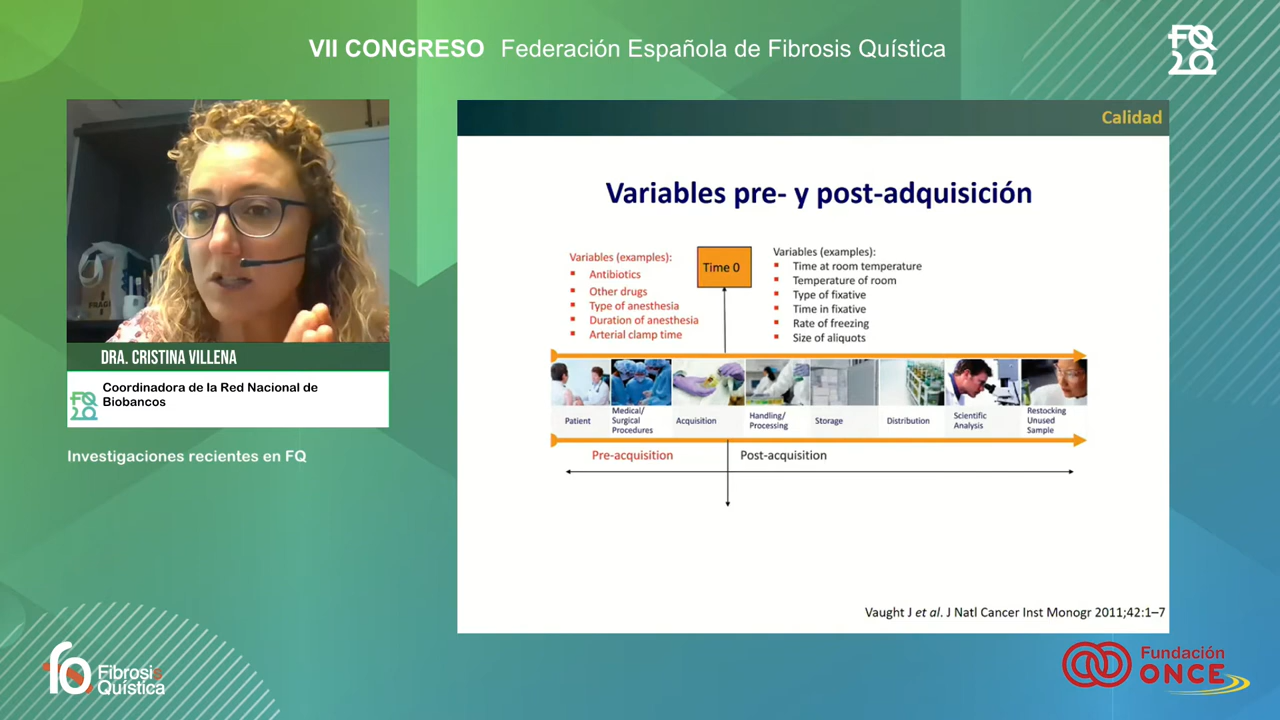 VII CONGRESO Federación Española de Fibrosis Quística
FQ
20
FRAGIL
DRA. CRISTINA VILLENA
FQ
20
Coordinadora de la Red Nacional de
Biobancos
Investigaciones recientes en FQ
Calidad
Variables pre- y post-adquisición
Variables (examples):
Antibiotics
Other drugs
Type of anesthesia
Duration of anesthesia
Arterial clamp time
Time 0
Variables (examples):
Time at room temperature
Temperature of room
Type of fixative
Time in fixative
Rate of freezing
Size of aliquots
Patient
Medical/
Surgical
Procedures
Acquisition
Handling/
Processing
Storage
Distribution
Scientific
Analysis
Restocking
Unused
Sample
Pre-acquisition
Post-acquisition
Vaught J et al. J Natl Cancer Inst Monogr 2011;42:1–7
Fibrosis
Quística
Fundación
ONCE